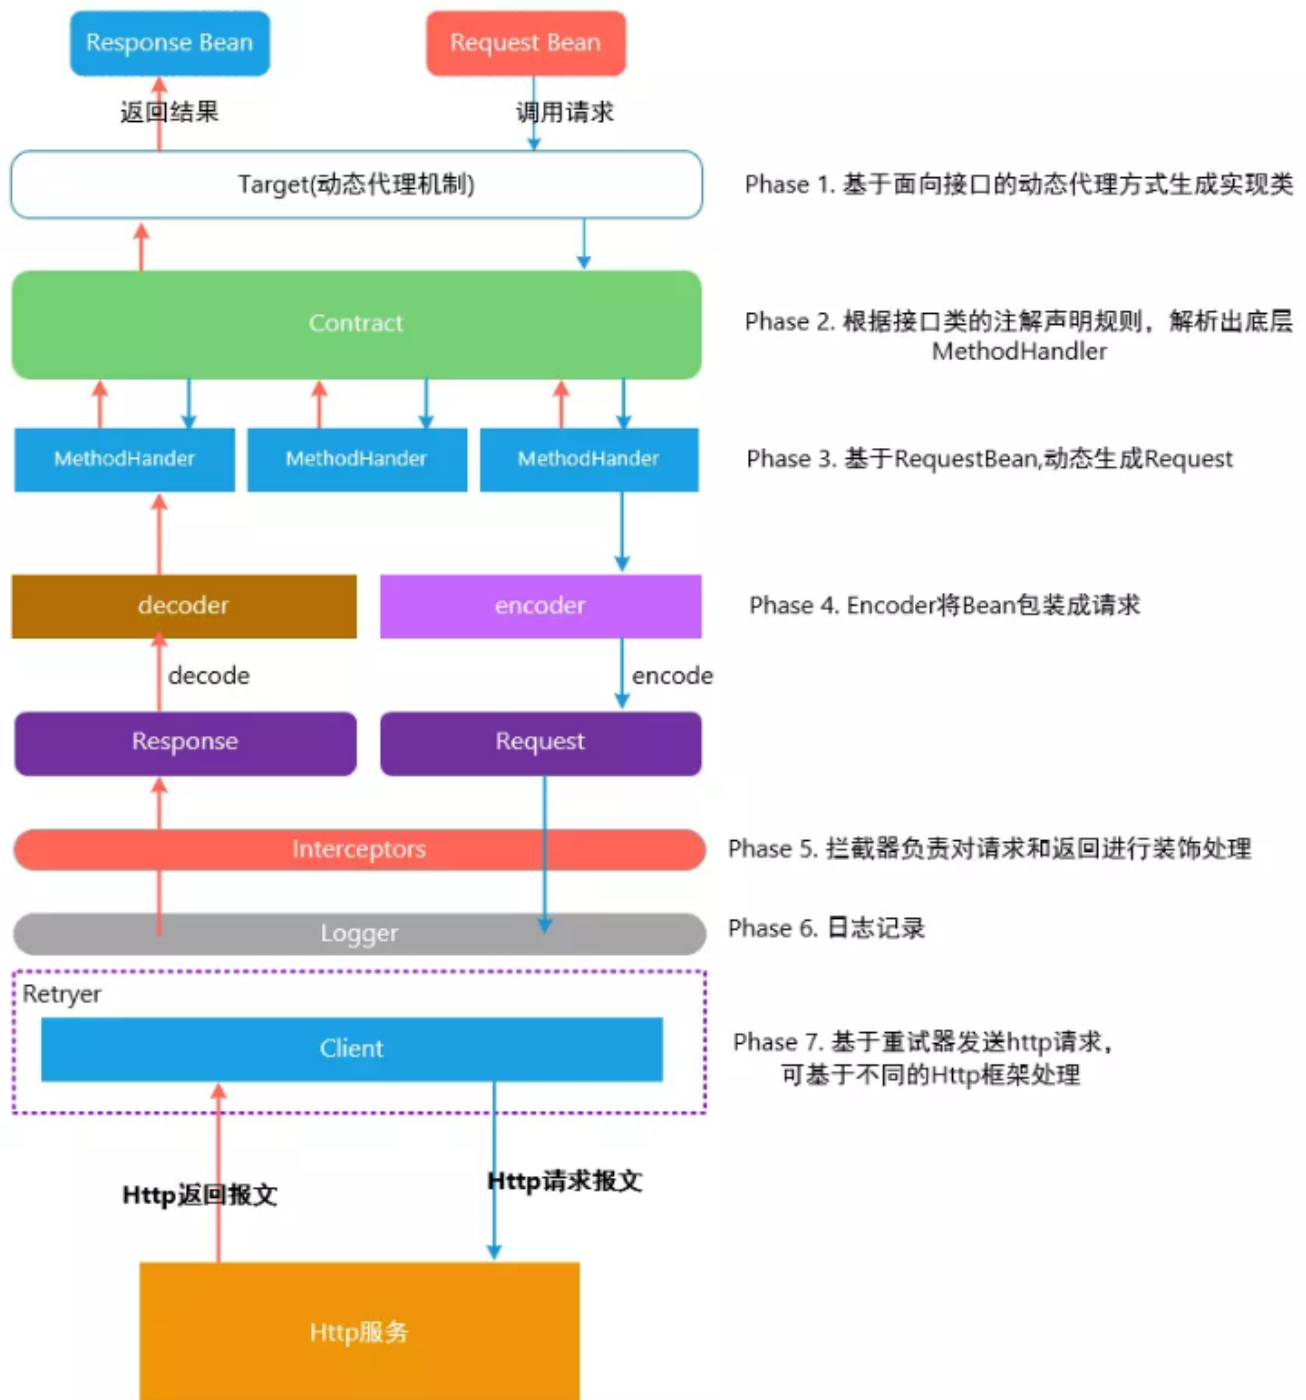 Response Bean
Request Bean
返回结果
调用请求
Target(动态代理机制)
Phase 1. 基于面向接口的动态代理方式生成实现类
Contract
Phase 2. 根据接口类的注解声明规则，解析出底层
MethodHandler
MethodHander
MethodHander
MethodHander
Phase 3. 基于RequestBean,动态生成Request
decoder
encoder
Phase 4. Encoder将Bean包装成请求
decode
encode
Response
Request
Interceptors
Phase 5. 拦截器负责对请求和返回进行装饰处理
Logger
Phase 6. 日志记录
Retryer
Client
Phase 7. 基于重试器发送http请求，
可基于不同的Http框架处理
Http返回报文
Http请求报文
Http服务